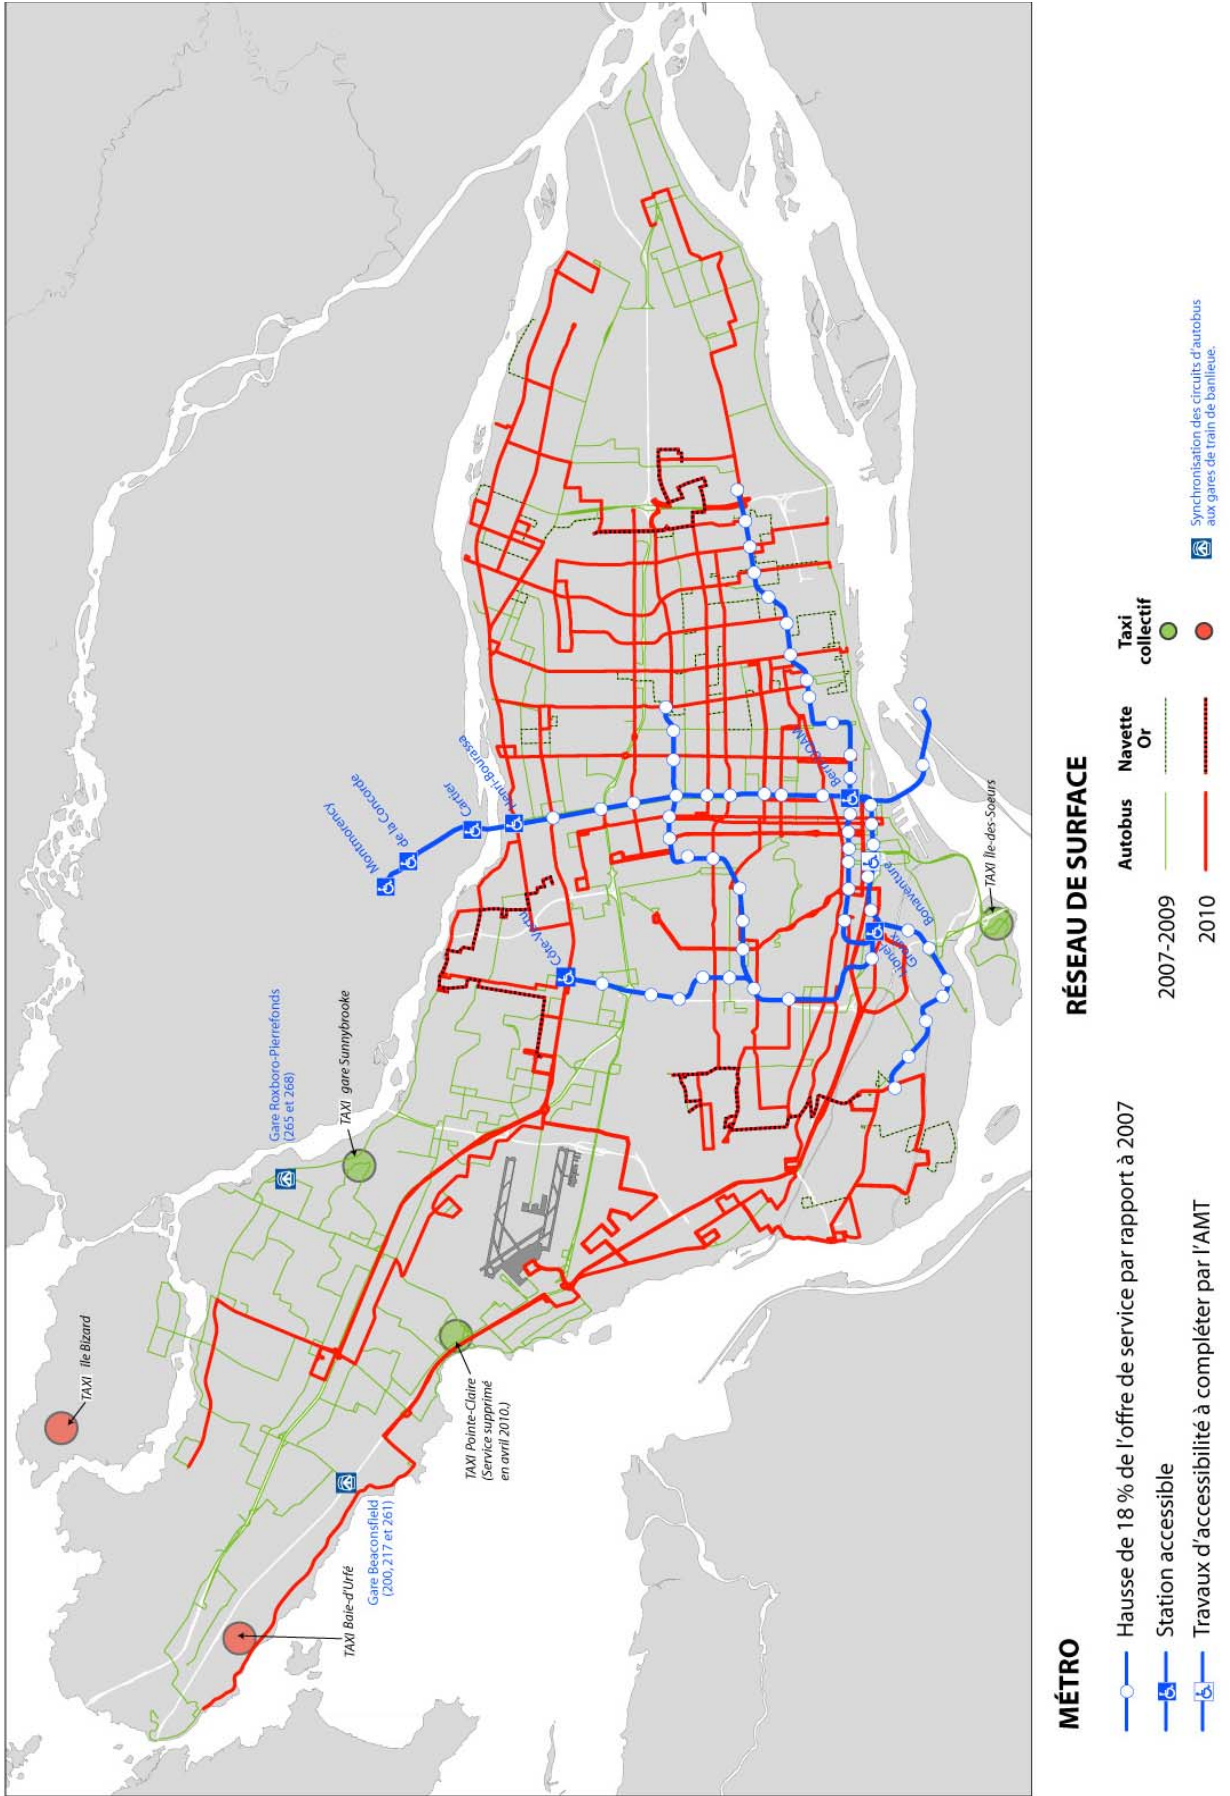 Montmorency
de la Concorde
Cartier
Henri-Bourassa
Côte-Vertu
Berri-UQAM
Bonaventure
Lionel-
Groulx
Gare Roxboro-Pierrefonds
(265 et 268)
TAXI gare Sunnybrooke
TAXI Île Bizard
TAXI Pointe-Claire
(Service supprimé
en avril 2010.)
Gare Beaconsfield
(200, 217 et 261)
TAXI Baie-d'Urfé
TAXI Île-des-Soeurs
MÉTRO
Hausse de 18 % de l'offre de service par rapport à 2007
Station accessible
Travaux d'accessibilité à compléter par l'AMT
RÉSEAU DE SURFACE
Autobus
Navette
Or
Taxi
collectif
2007-2009
2010
Synchronisation des circuits d'autobus
aux gares de train de banlieue.